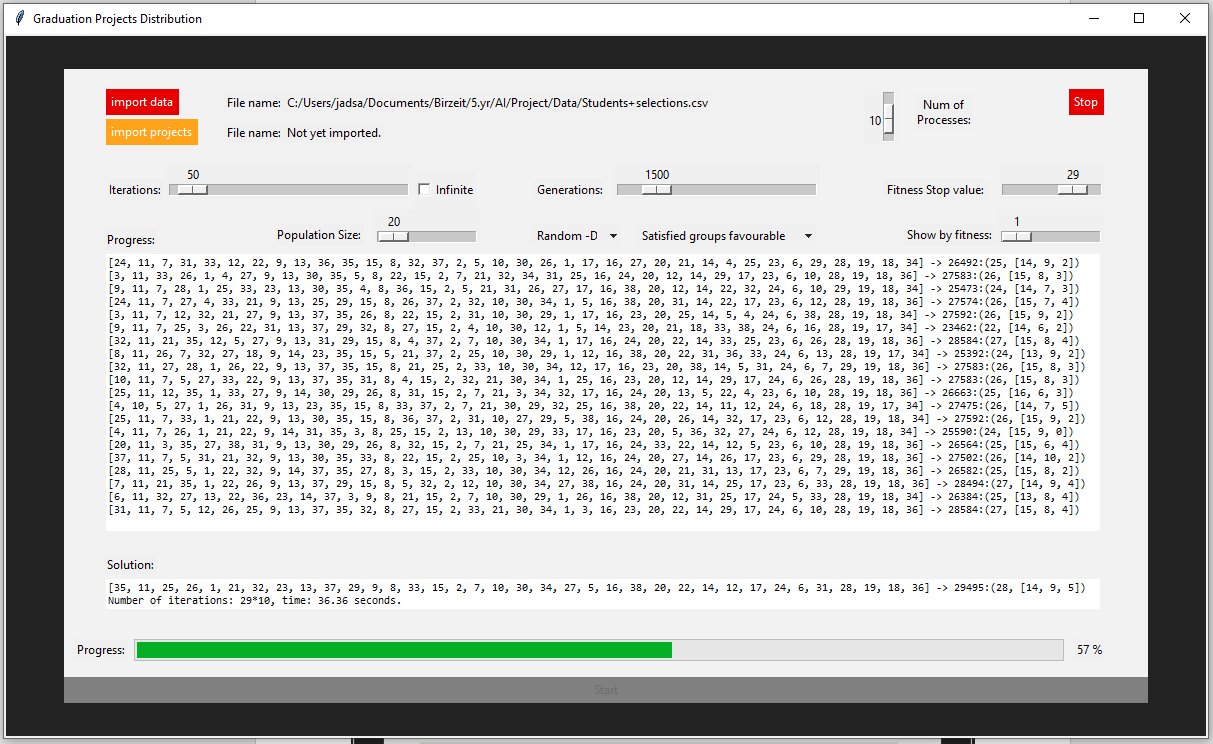 Graduation Projects Distribution
import data File name: C:/Users/jadsa/Documents/Birzeit/5.yr/AI/Project/Data/Students+selections.csv 10 Num of Processes: Stop
import projects File name: Not yet imported.
50 1500 29
Iterations: Infinite Generations: Fitness Stop value:
20 1
Progress: Population Size: Random -D Satisfied groups favourable Show by fitness:
[24, 11, 7, 31, 33, 12, 22, 9, 13, 36, 35, 15, 8, 32, 37, 2, 5, 10, 30, 26, 1, 17, 16, 27, 20, 21, 14, 4, 25, 23, 6, 29, 28, 19, 18, 34] -> 26492:(25, [14, 9, 2])
[3, 11, 33, 26, 1, 4, 27, 9, 13, 30, 35, 5, 8, 22, 15, 2, 7, 21, 32, 34, 31, 25, 16, 24, 20, 12, 14, 29, 17, 23, 6, 10, 28, 19, 18, 36] -> 27583:(26, [15, 8, 3])
[9, 11, 7, 28, 1, 25, 33, 23, 13, 30, 35, 4, 8, 36, 15, 2, 5, 21, 31, 26, 27, 17, 16, 38, 20, 12, 14, 22, 32, 24, 6, 10, 29, 19, 18, 34] -> 25473:(24, [14, 7, 3])
[24, 11, 7, 27, 4, 33, 21, 9, 13, 25, 29, 15, 8, 26, 37, 2, 32, 10, 30, 34, 1, 5, 16, 38, 20, 31, 14, 22, 17, 23, 6, 12, 28, 19, 18, 36] -> 27574:(26, [15, 7, 4])
[3, 11, 7, 12, 32, 21, 27, 9, 13, 37, 35, 26, 8, 22, 15, 2, 31, 10, 30, 29, 1, 17, 16, 23, 20, 25, 14, 5, 4, 24, 6, 38, 28, 19, 18, 34] -> 27592:(26, [15, 9, 2])
[9, 11, 7, 25, 3, 26, 22, 31, 13, 37, 29, 32, 8, 27, 15, 2, 4, 10, 30, 12, 1, 5, 14, 23, 20, 21, 18, 33, 38, 24, 6, 16, 28, 19, 17, 34] -> 23462:(22, [14, 6, 2])
[32, 11, 21, 35, 12, 5, 27, 9, 13, 31, 29, 15, 8, 4, 37, 2, 7, 10, 30, 34, 1, 17, 16, 24, 20, 22, 14, 33, 25, 23, 6, 26, 28, 19, 18, 36] -> 28584:(27, [15, 8, 4])
[8, 11, 26, 7, 32, 27, 18, 9, 14, 23, 35, 15, 5, 21, 37, 2, 25, 10, 30, 29, 1, 12, 16, 38, 20, 22, 31, 36, 33, 24, 6, 13, 28, 19, 17, 34] -> 25392:(24, [13, 9, 2])
[32, 11, 27, 28, 1, 26, 22, 9, 13, 37, 35, 15, 8, 21, 25, 2, 33, 10, 30, 34, 12, 17, 16, 23, 20, 38, 14, 5, 31, 24, 6, 7, 29, 19, 18, 36] -> 27583:(26, [15, 8, 3])
[10, 11, 7, 5, 27, 33, 22, 9, 13, 37, 35, 31, 8, 4, 15, 2, 32, 21, 30, 34, 1, 25, 16, 23, 20, 12, 14, 29, 17, 24, 6, 26, 28, 19, 18, 36] -> 27583:(26, [15, 8, 3])
[25, 11, 12, 35, 1, 33, 27, 9, 14, 30, 29, 26, 8, 31, 15, 2, 7, 21, 3, 34, 32, 17, 16, 24, 20, 13, 5, 22, 4, 23, 6, 10, 28, 19, 18, 36] -> 26663:(25, [16, 6, 3])
[4, 10, 5, 27, 1, 26, 31, 9, 13, 23, 35, 15, 8, 33, 37, 2, 7, 21, 30, 29, 32, 25, 16, 38, 20, 22, 14, 11, 12, 24, 6, 18, 28, 19, 17, 34] -> 27475:(26, [14, 7, 5])
[25, 11, 7, 33, 1, 21, 22, 9, 13, 30, 35, 15, 8, 36, 37, 2, 31, 10, 27, 29, 5, 38, 16, 24, 20, 26, 14, 32, 17, 23, 6, 12, 28, 19, 18, 34] -> 27592:(26, [15, 9, 2])
[4, 11, 7, 26, 1, 21, 22, 9, 14, 31, 35, 3, 8, 25, 15, 2, 13, 10, 30, 29, 33, 17, 16, 23, 20, 5, 36, 32, 27, 24, 6, 12, 28, 19, 18, 34] -> 25590:(24, [15, 9, 0])
[20, 11, 3, 35, 27, 38, 31, 9, 13, 30, 29, 26, 8, 32, 15, 2, 7, 21, 25, 34, 1, 17, 16, 24, 33, 22, 14, 12, 5, 23, 6, 10, 28, 19, 18, 36] -> 26564:(25, [15, 6, 4])
[37, 11, 7, 5, 31, 21, 32, 9, 13, 30, 35, 33, 8, 22, 15, 2, 25, 10, 3, 34, 1, 12, 16, 24, 20, 27, 14, 26, 17, 23, 6, 29, 28, 19, 18, 36] -> 27502:(26, [14, 10, 2])
[28, 11, 25, 5, 1, 22, 32, 9, 14, 37, 35, 27, 8, 3, 15, 2, 33, 10, 30, 34, 12, 26, 16, 24, 20, 21, 31, 13, 17, 23, 6, 7, 29, 19, 18, 36] -> 26582:(25, [15, 8, 2])
[7, 11, 21, 35, 1, 22, 26, 9, 13, 37, 29, 15, 8, 5, 32, 2, 12, 10, 30, 34, 27, 38, 16, 24, 20, 31, 14, 25, 17, 23, 6, 33, 28, 19, 18, 36] -> 28494:(27, [14, 9, 4])
[6, 11, 32, 27, 13, 22, 36, 23, 14, 37, 3, 9, 8, 21, 15, 2, 7, 10, 30, 29, 1, 26, 16, 38, 20, 12, 31, 25, 17, 24, 5, 33, 28, 19, 18, 34] -> 26384:(25, [13, 8, 4])
[31, 11, 7, 5, 12, 26, 25, 9, 13, 37, 35, 32, 8, 27, 15, 2, 33, 21, 30, 34, 1, 3, 16, 23, 20, 22, 14, 29, 17, 24, 6, 10, 28, 19, 18, 36] -> 28584:(27, [15, 8, 4])
Solution:
[35, 11, 25, 26, 1, 21, 32, 23, 13, 37, 29, 9, 8, 33, 15, 2, 7, 10, 30, 34, 27, 5, 16, 38, 20, 22, 14, 12, 17, 24, 6, 31, 28, 19, 18, 36] -> 29495:(28, [14, 9, 5])
Number of iterations: 29*10, time: 36.36 seconds.
Progress: 57 %
Start